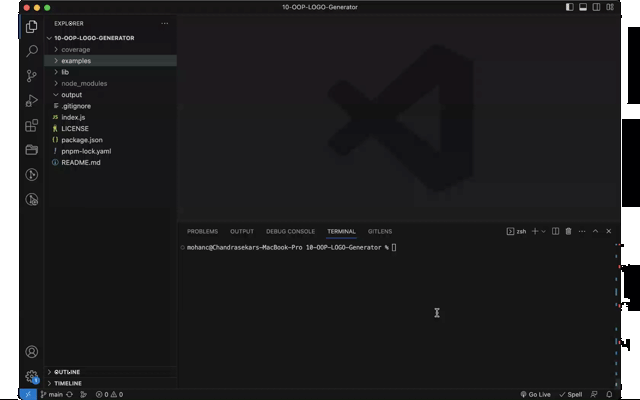 10-OOP-LOGO-Generator
EXPLORER
10-OOP-LOGO-GENERATOR
coverage
examples
lib
node_modules
output
.gitignore
JS index.js
LICENSE
package.json
pnpm-lock.yaml
README.md
PROBLEMS OUTPUT DEBUG CONSOLE TERMINAL GITLENS
zsh
mohanc@Chandrasekars-MacBook-Pro 10-OOP-LOGO-Generator %
OUTLINE
TIMELINE
1
main 0 0 Go Live Spell